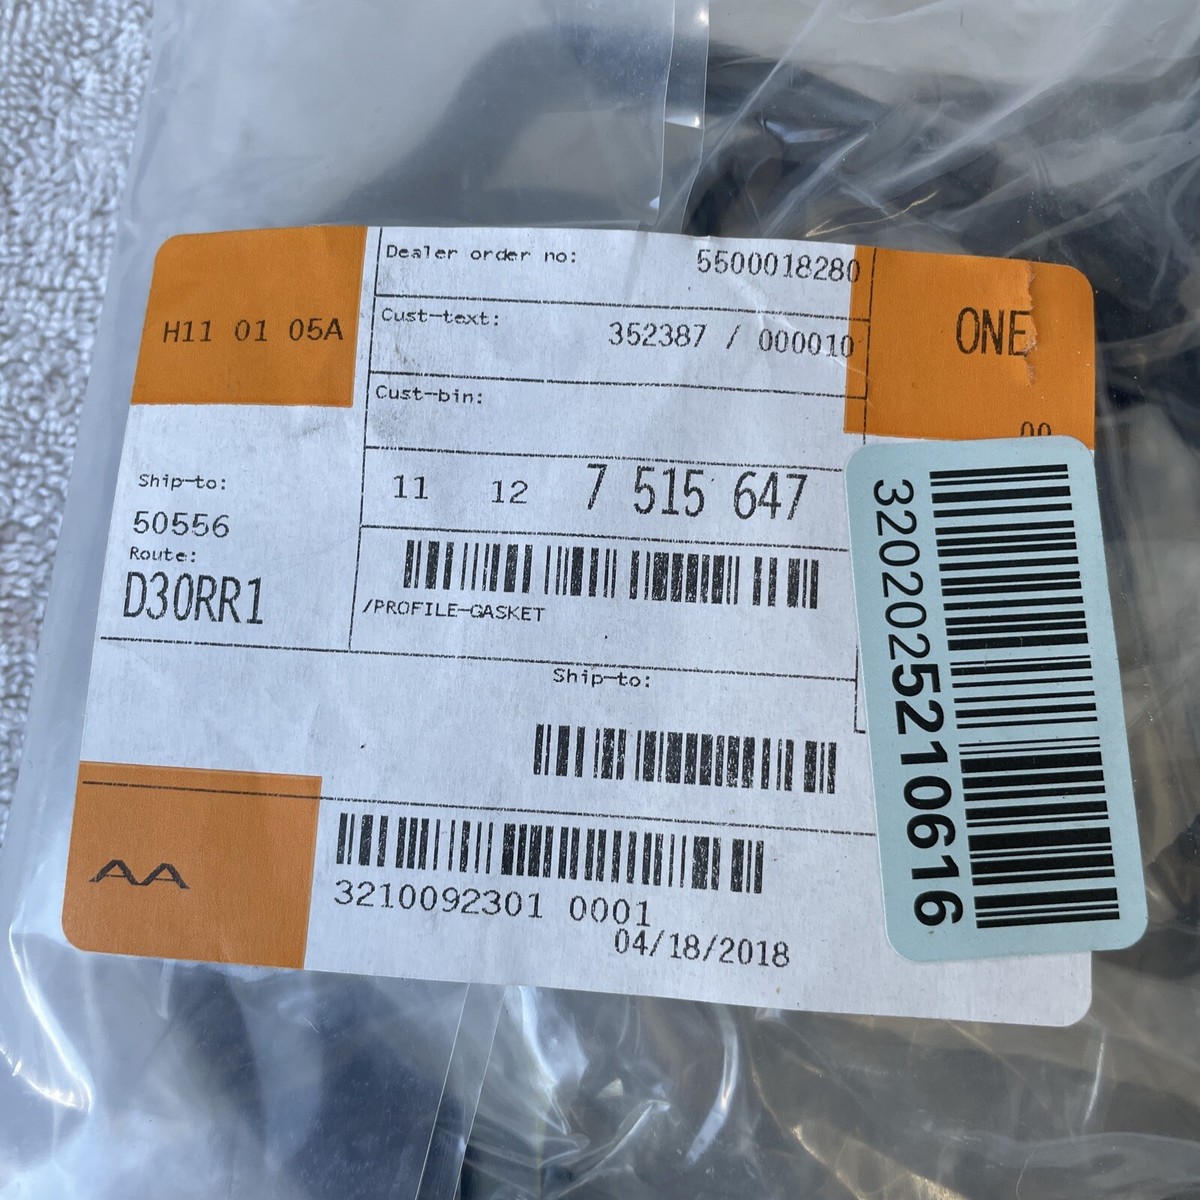 H11 01 05A
Dealer order no: 5500018280
Cust-text: 352387 / 000010
Cust-bin:
ONE
00
Ship-to:
50556
Route:
D30RR1
11 12 7 515 647
/PROFILE-GASKET
Ship-to:
AA
3210092301 0001
04/18/2018
3202025210616